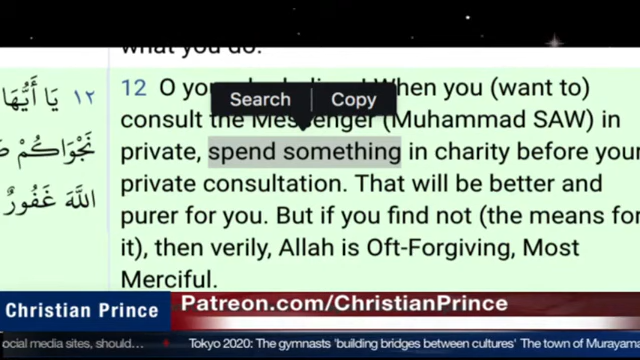 what you do.
12 O you
When you (want to)
Search Copy
consult the Messenger (Muhammad SAW) in
private, spend something in charity before your
private consultation. That will be better and
purer for you. But if you find not (the means for
it), then verily, Allah is Oft-Forgiving, Most
Merciful.
١٢ يَا أَيُّهَا
نَجْوَاكُمْ
اللَّهَ غَفُورٌ
Christian Prince
Patreon.com/ChristianPrince
ocial media sites, should... Tokyo 2020: The gymnasts 'building bridges between cultures' The town of Murayama